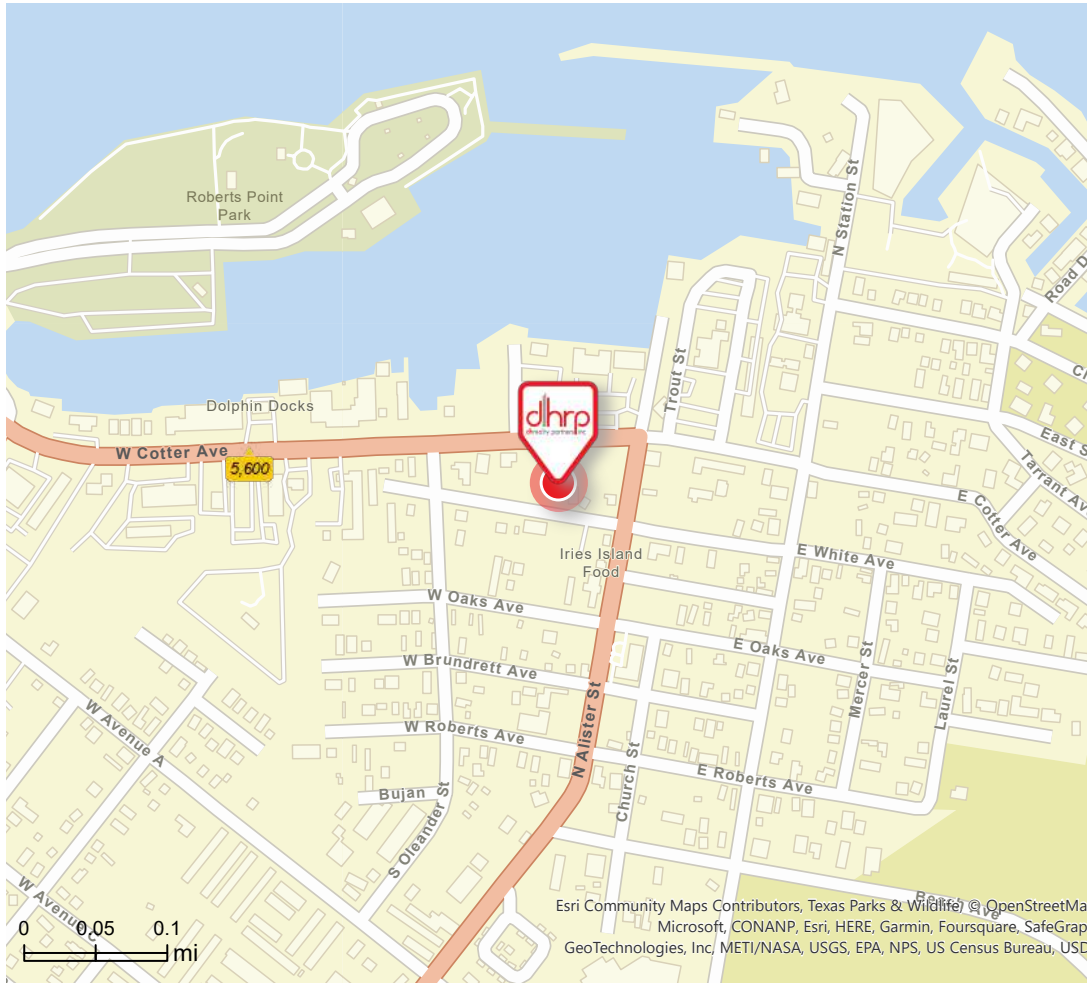 Roberts Point
Park
N Station St
Road D
Trout St
Dolphin Docks
dhrp
W Cotter Ave
5,600
East S
Tarrant Av
E Cotter Ave
E White Ave
Iries Island
Food
W Oaks Ave
E Oaks Ave
W Brundrett Ave
Mercer St
Laurel St
W Avenue A
W Roberts Ave
N Alister St
Church St
E Roberts Ave
Bujan
S Oleander St
W Avenue C
Ave
Esri Community Maps Contributors, Texas Parks & Wildlife, © OpenStreetMa
Microsoft, CONANP, Esri, HERE, Garmin, Foursquare, SafeGrap
GeoTechnologies, Inc, METI/NASA, USGS, EPA, NPS, US Census Bureau, USD
0 0.05 0.1
mi